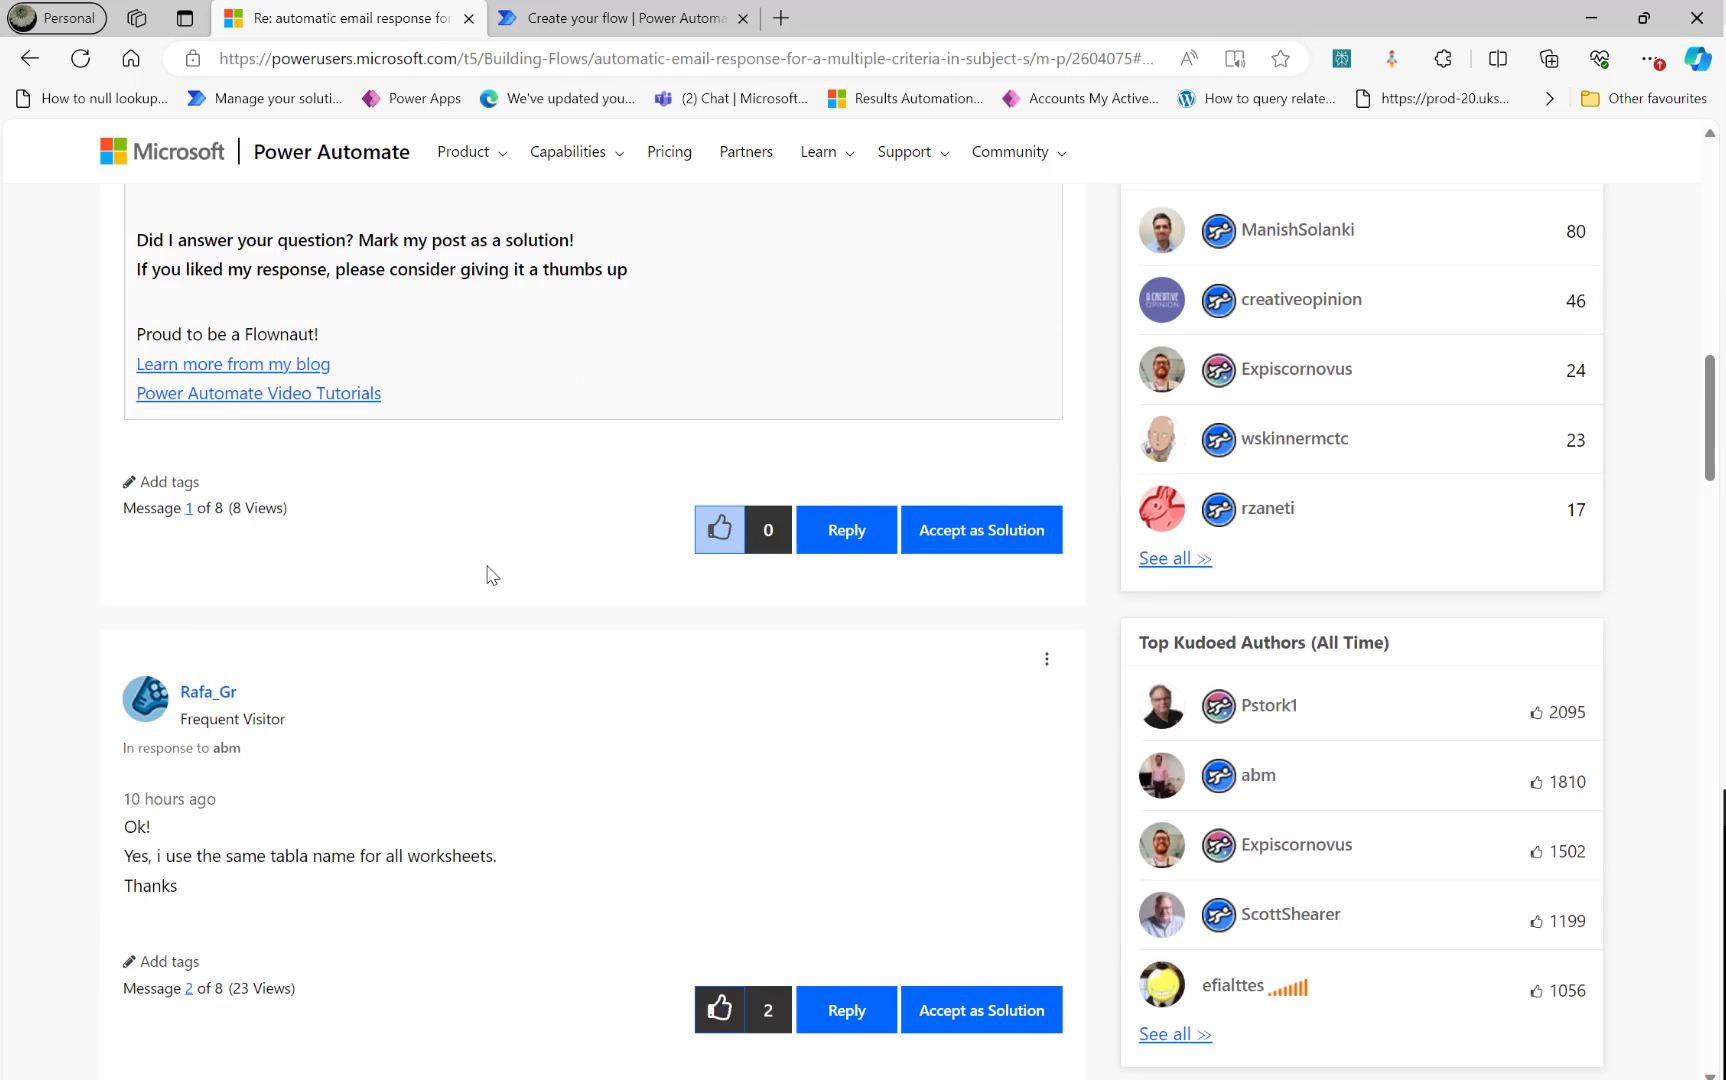 Personal
Re: automatic email response for
Create your flow | Power Automa
https://powerusers.microsoft.com/t5/Building-Flows/automatic-email-response-for-a-multiple-criteria-in-subject-s/m-p/2604075#...
How to null lookup...
Manage your soluti...
Power Apps
We've updated you...
(2) Chat | Microsoft...
Results Automation...
Accounts My Active...
How to query relate...
https://prod-20.uks...
Other favourites
Microsoft
Power Automate
Product
Capabilities
Pricing
Partners
Learn
Support
Community
Did I answer your question? Mark my post as a solution!
If you liked my response, please consider giving it a thumbs up
Proud to be a Flownaut!
Learn more from my blog
Power Automate Video Tutorials
Add tags
Message 1 of 8 (8 Views)
0
Reply
Accept as Solution
Rafa_Gr
Frequent Visitor
In response to abm
10 hours ago
Ok!
Yes, i use the same tabla name for all worksheets.
Thanks
Add tags
Message 2 of 8 (23 Views)
2
Reply
Accept as Solution
ManishSolanki 80
A CREATIVE
OPINION
creativeopinion 46
Expiscornovus 24
wskinnermctc 23
rzaneti 17
See all >>
Top Kudoed Authors (All Time)
Pstork1 2095
abm 1810
Expiscornovus 1502
ScottShearer 1199
efialttes 1056
See all >>